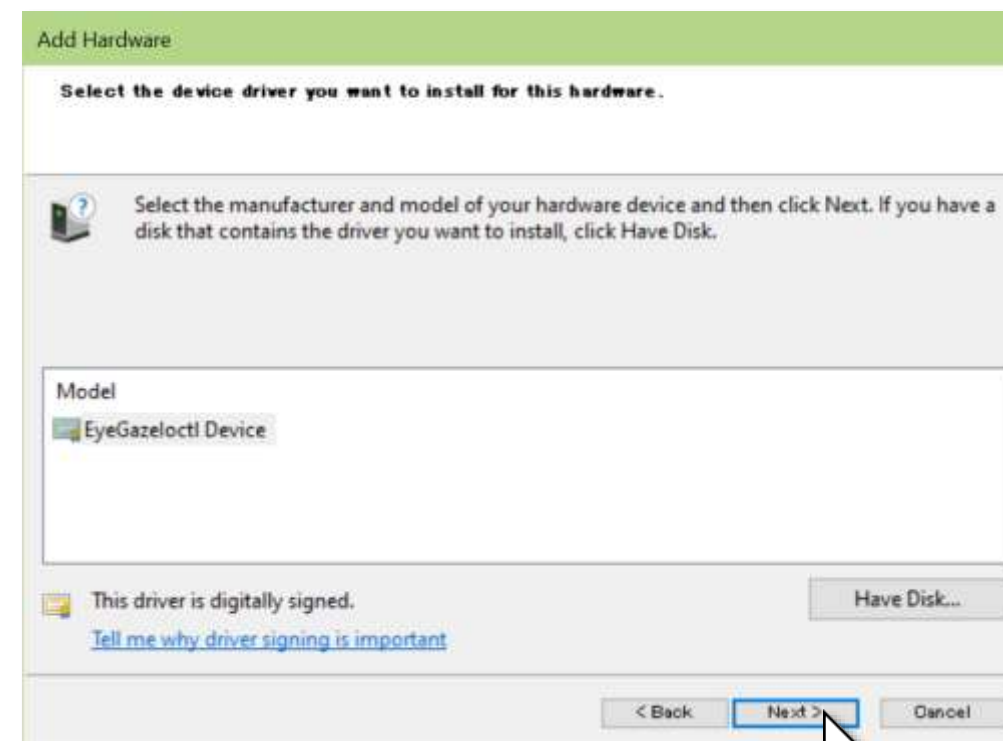 Add Hardware
Select the device driver you want to install for this hardware.
Select the manufacturer and model of your hardware device and then click Next. If you have a
disk that contains the driver you want to install, click Have Disk.
Model
EyeGazeIoctl Device
This driver is digitally signed.
Have Disk...
Tell me why driver signing is important
< Back
Next >
Cancel